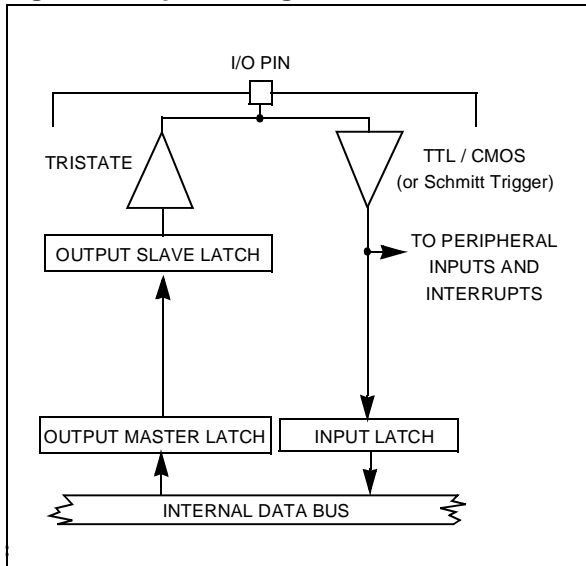 I/O PIN
TRISTATE
TTL / CMOS
(or Schmitt Trigger)
TO PERIPHERAL
INPUTS AND
INTERRUPTS
OUTPUT SLAVE LATCH
OUTPUT MASTER LATCH
INPUT LATCH
INTERNAL DATA BUS